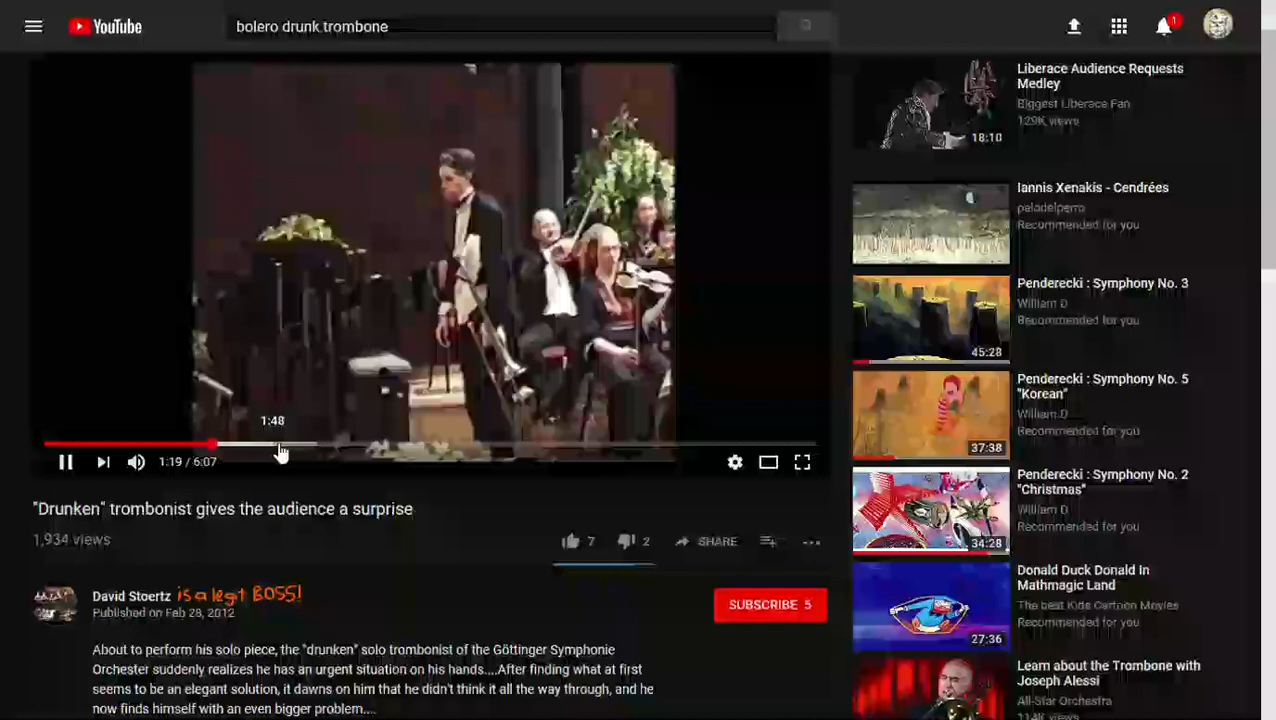 YouTube
bolero drunk trombone
1
Liberace Audience Requests
Medley
Biggest Liberace Fan
129K views
18:10
Iannis Xenakis - Cendrées
paladelperro
Recommended for you
Penderecki : Symphony No. 3
William D
Recommended for you
45:28
Penderecki : Symphony No. 5
"Korean"
William D
Recommended for you
37:38
Penderecki : Symphony No. 2
"Christmas"
William D
Recommended for you
34:28
Donald Duck Donald in
Mathmagic Land
The best Kids Cartoon Movies
Recommended for you
27:36
Learn about the Trombone with
Joseph Alessi
All-Star Orchestra
114K views
1:48
1:19 / 6:07
"Drunken" trombonist gives the audience a surprise
1,934 views
7
2
SHARE
David Stoertz is a legit BOSS!
Published on Feb 28, 2012
SUBSCRIBE 5
About to perform his solo piece, the "drunken" solo trombonist of the Göttinger Symphonie
Orchester suddenly realizes he has an urgent situation on his hands....After finding what at first
seems to be an elegant solution, it dawns on him that he didn't think it all the way through, and he
now finds himself with an even bigger problem....